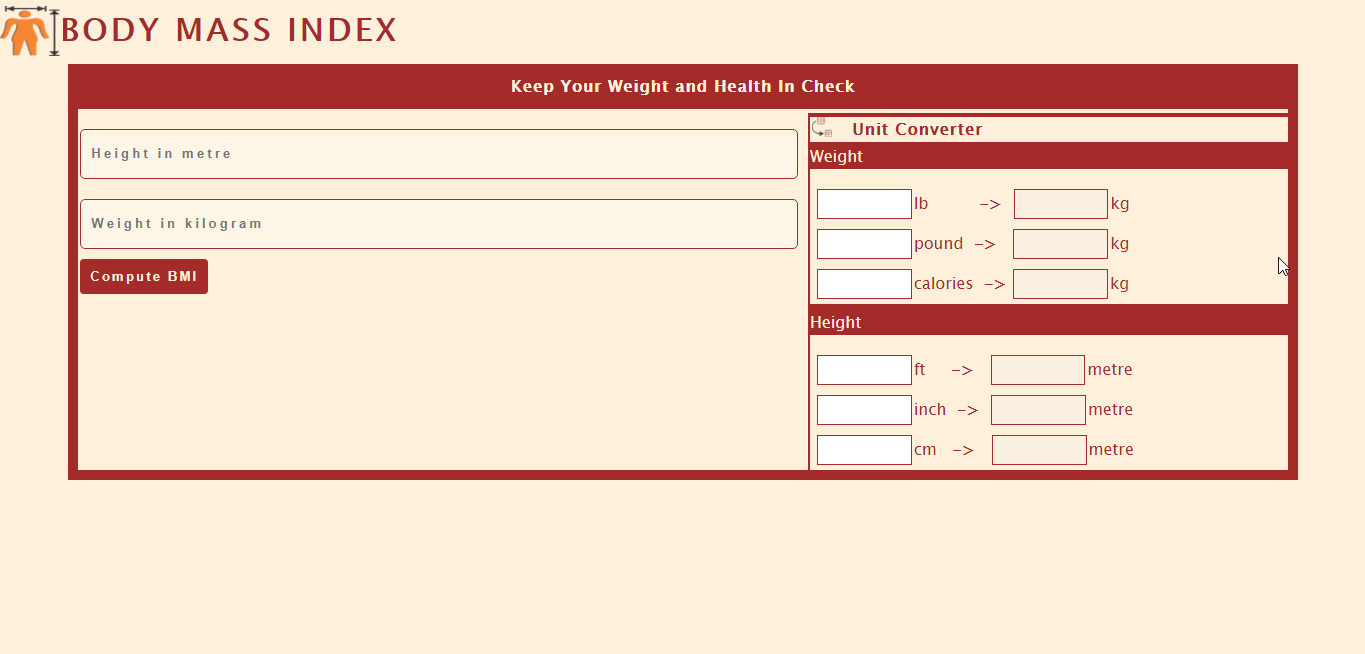 BODY MASS INDEX
Keep Your Weight and Health In Check
Height in metre
Weight in kilogram
Compute BMI
Unit Converter
Weight
lb -> kg
pound -> kg
calories -> kg
Height
ft -> metre
inch -> metre
cm -> metre